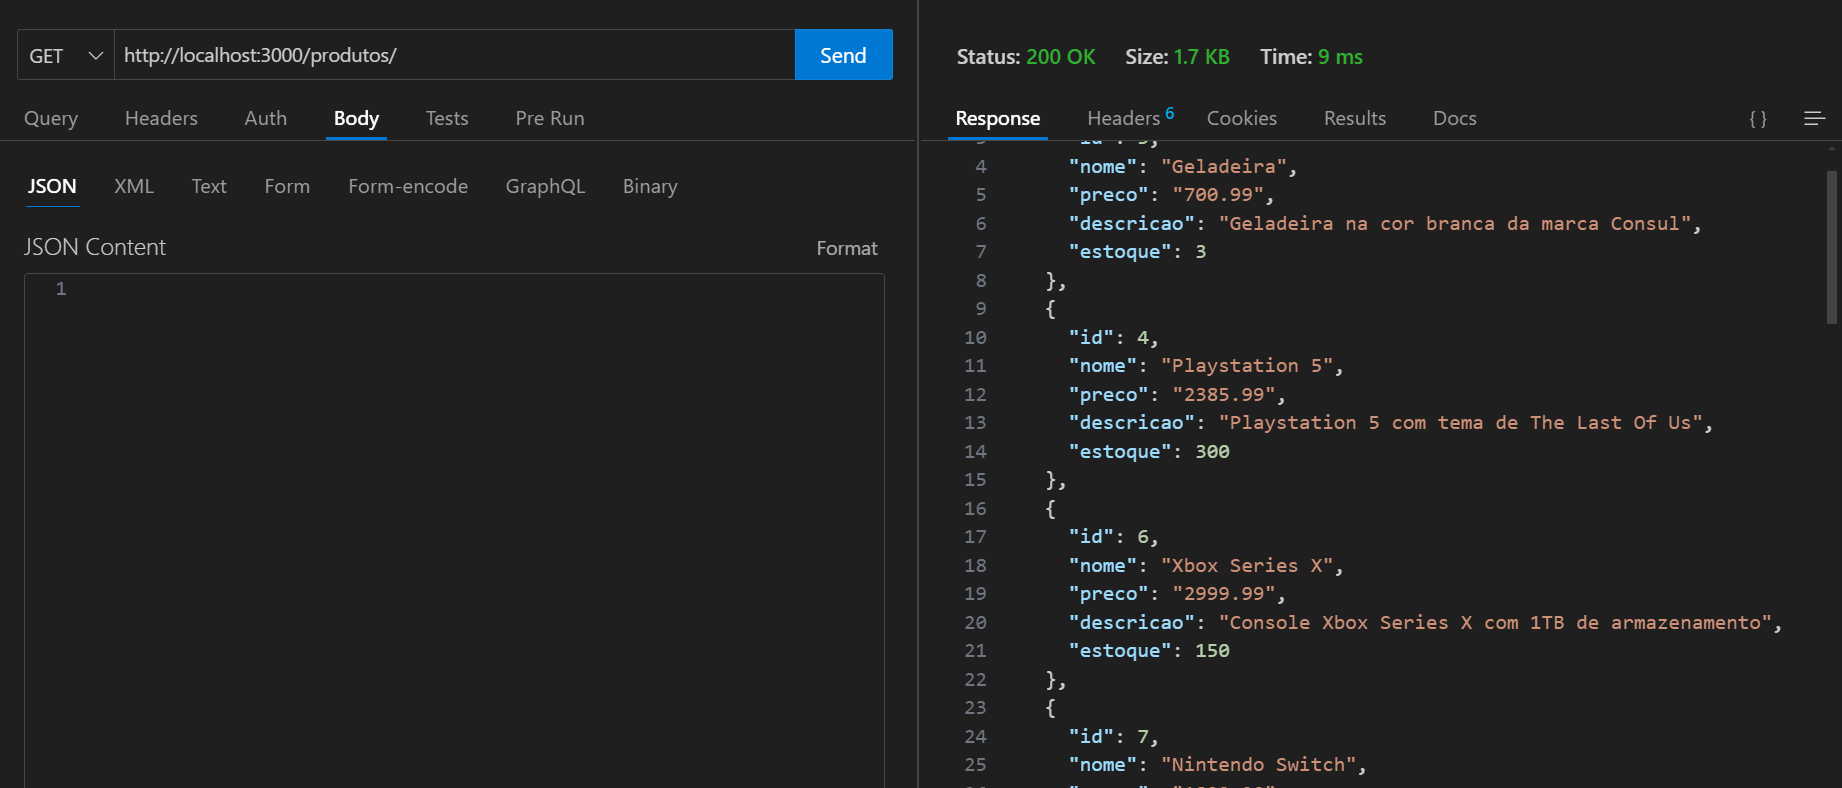 GET http://localhost:3000/produtos/ Send
Query Headers Auth Body Tests Pre Run
JSON XML Text Form Form-encode GraphQL Binary
JSON Content Format
1
Status: 200 OK Size: 1.7 KB Time: 9 ms
Response Headers 6 Cookies Results Docs { }
4 "nome": "Geladeira",
5 "preco": "700.99",
6 "descricao": "Geladeira na cor branca da marca Consul",
7 "estoque": 3
8 },
9 {
10 "id": 4,
11 "nome": "Playstation 5",
12 "preco": "2385.99",
13 "descricao": "Playstation 5 com tema de The Last Of Us",
14 "estoque": 300
15 },
16 {
17 "id": 6,
18 "nome": "Xbox Series X",
19 "preco": "2999.99",
20 "descricao": "Console Xbox Series X com 1TB de armazenamento",
21 "estoque": 150
22 },
23 {
24 "id": 7,
25 "nome": "Nintendo Switch",